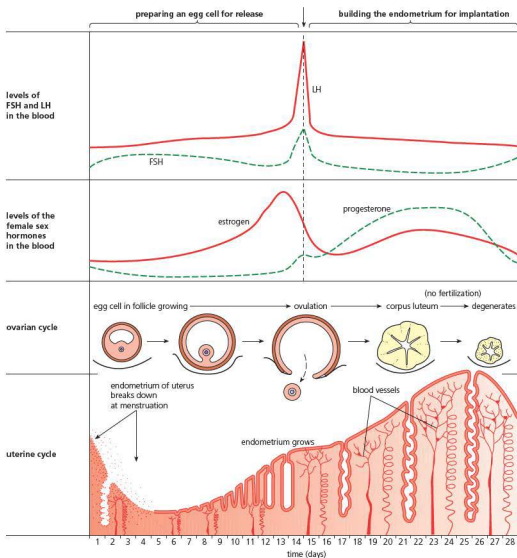 preparing an egg cell for release
building the endometrium for implantation
levels of
FSH and LH
in the blood
LH
FSH
levels of the
female sex
hormones
in the blood
estrogen
progesterone
(no fertilization)
egg cell in follicle growing
ovulation
corpus luteum
degenerates
ovarian cycle
endometrium of uterus
breaks down
at menstruation
blood vessels
endometrium grows
uterine cycle
1 2 3 4 5 6 7 8 9 10 11 12 13 14 15 16 17 18 19 20 21 22 23 24 25 26 27 28
time (days)